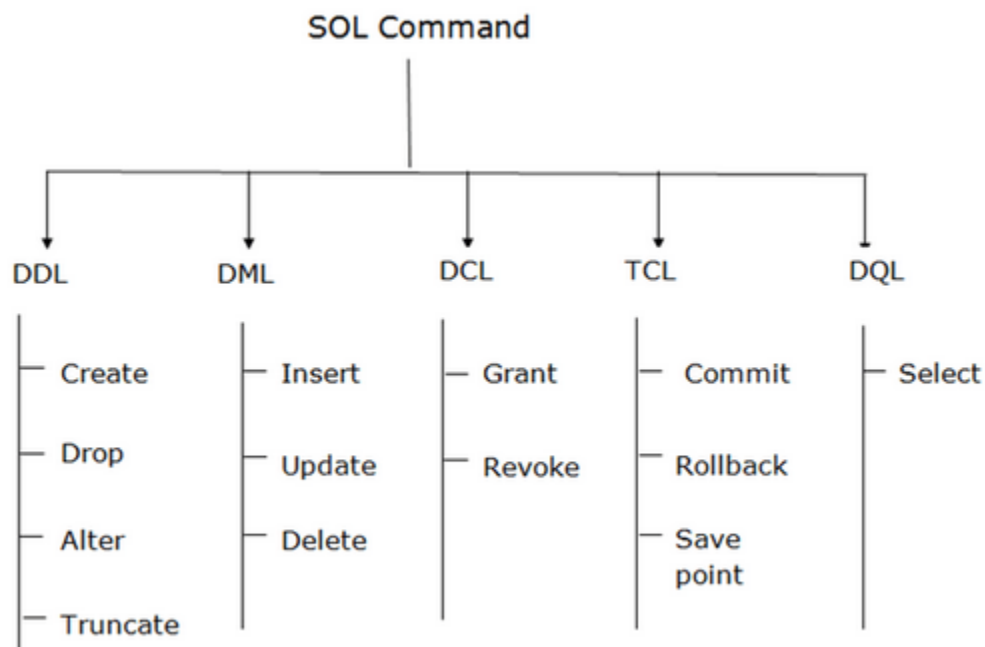 SOL Command
DDL
DML
DCL
TCL
DQL
Create
Drop
Alter
Truncate
Insert
Update
Delete
Grant
Revoke
Commit
Rollback
Save
point
Select